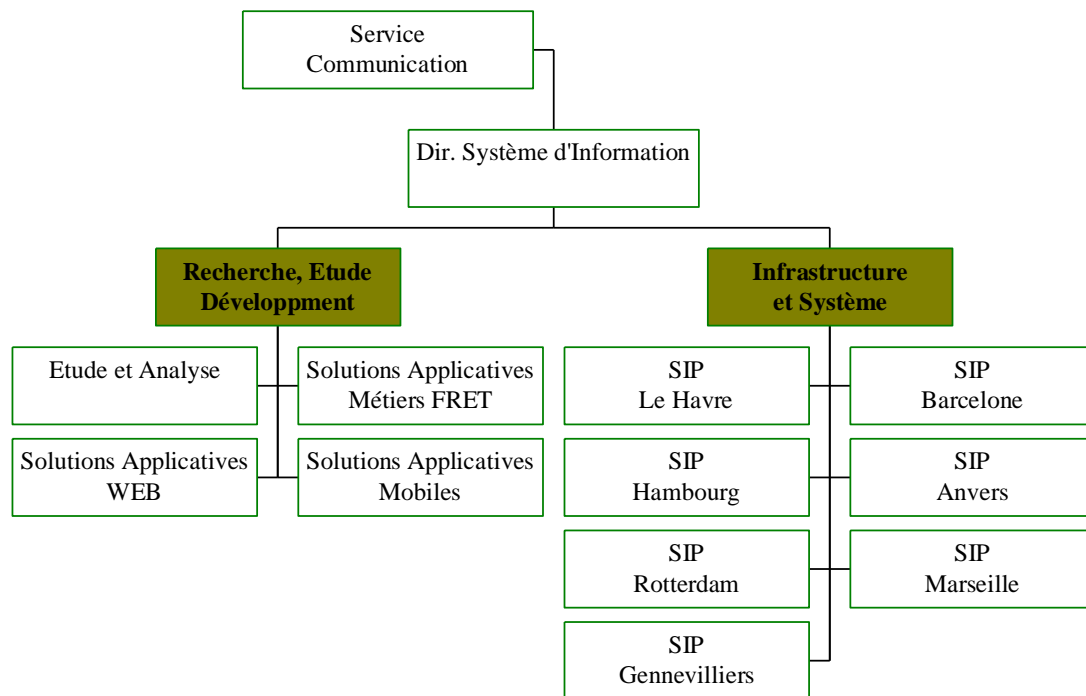 Service
Communication
Dir. Système d'Information
Recherche, Etude
Développment
Infrastructure
et Système
Etude et Analyse
Solutions Applicatives
Métiers FRET
SIP
Le Havre
SIP
Barcelone
Solutions Applicatives
WEB
Solutions Applicatives
Mobiles
SIP
Hambourg
SIP
Anvers
SIP
Rotterdam
SIP
Marseille
SIP
Gennevilliers